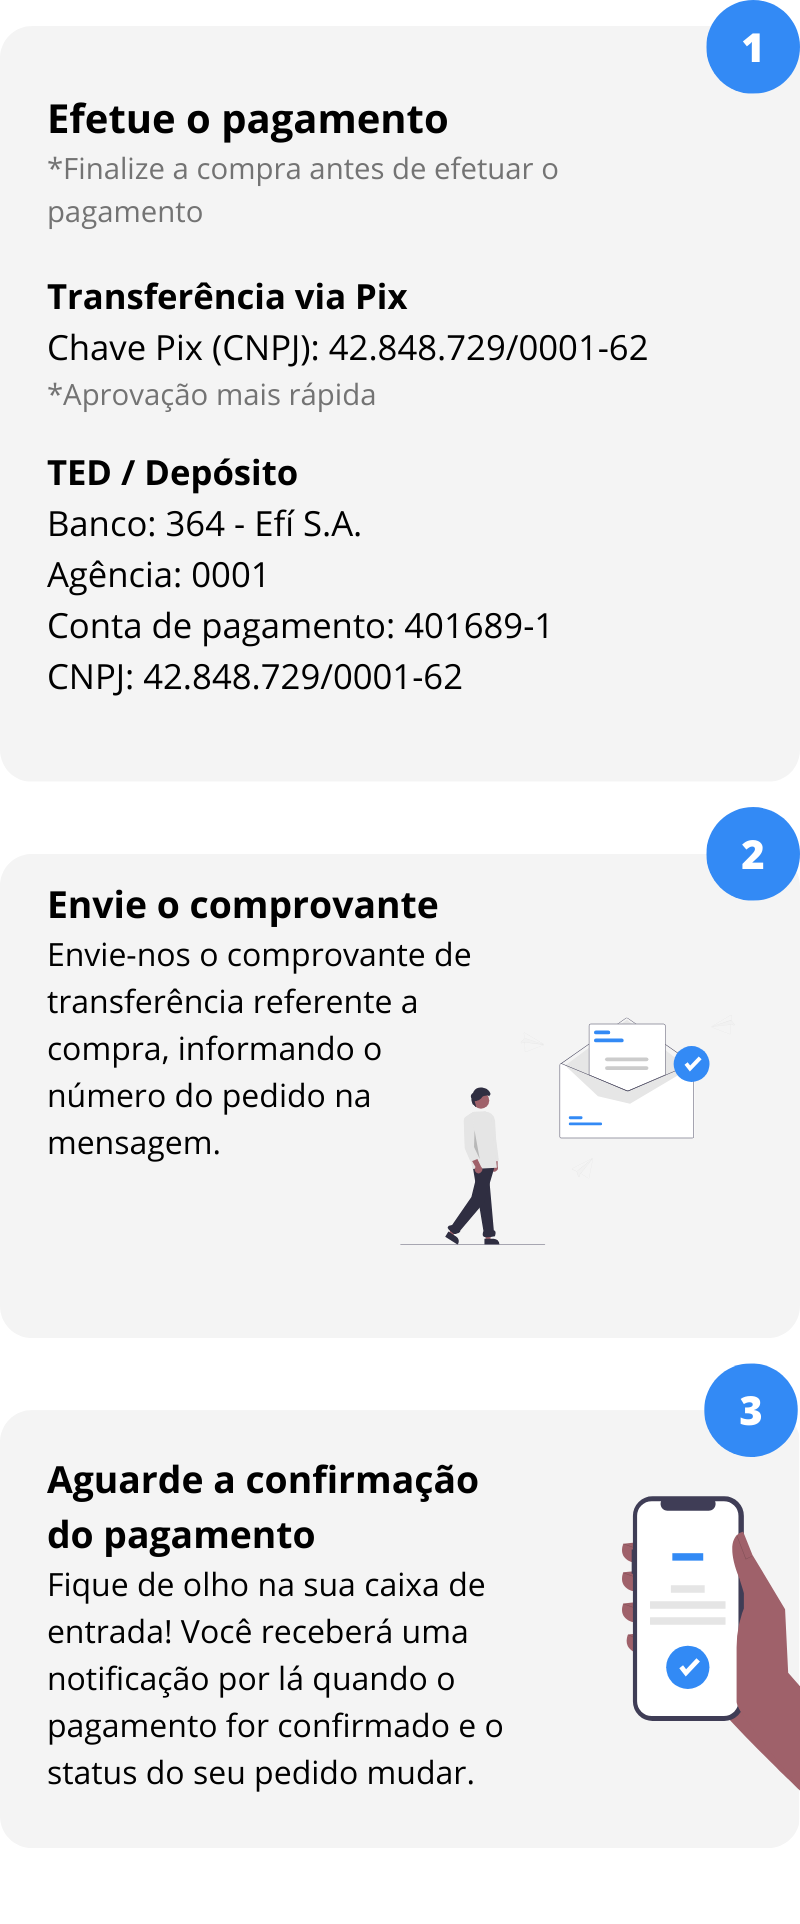 1
Efetue o pagamento
*Finalize a compra antes de efetuar o
pagamento
Transferência via Pix
Chave Pix (CNPJ): 42.848.729/0001-62
*Aprovação mais rápida
TED / Depósito
Banco: 364 - Efí S.A.
Agência: 0001
Conta de pagamento: 401689-1
CNPJ: 42.848.729/0001-62
2
Envie o comprovante
Envie-nos o comprovante de
transferência referente a
compra, informando o
número do pedido na
mensagem.
3
Aguarde a confirmação
do pagamento
Fique de olho na sua caixa de
entrada! Você receberá uma
notificação por lá quando o
pagamento for confirmado e o
status do seu pedido mudar.